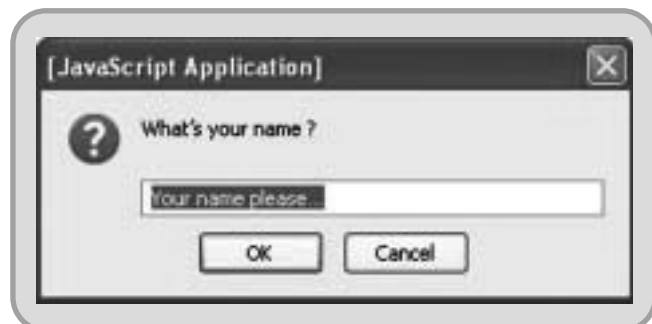 [JavaScript Application]
What's your name ?
Your name please...
OK
Cancel